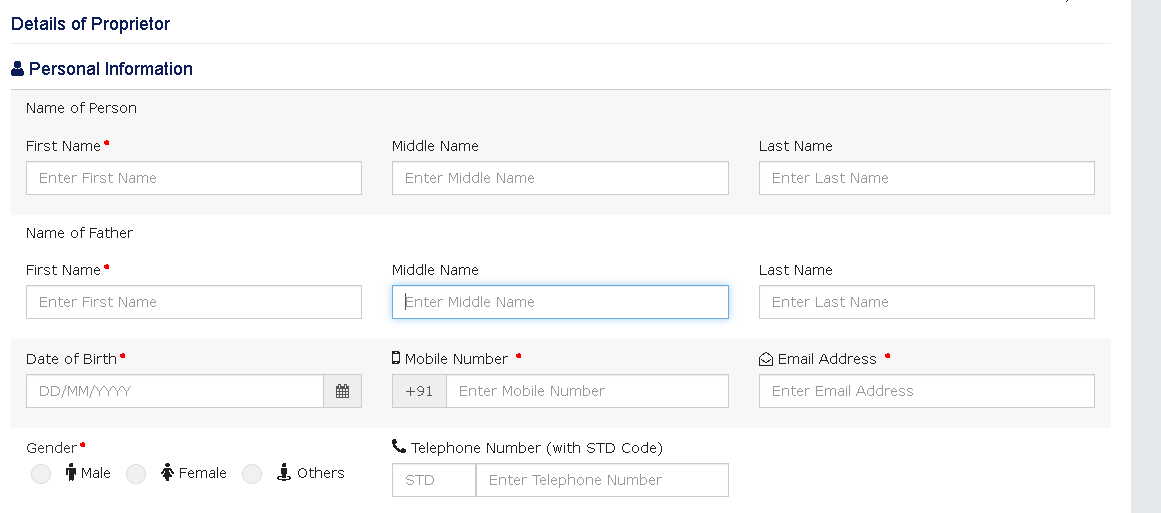 Details of Proprietor
Personal Information
Name of Person
First Name Middle Name Last Name
Enter First Name Enter Middle Name Enter Last Name
Name of Father
First Name Middle Name Last Name
Enter First Name Enter Middle Name Enter Last Name
Date of Birth Mobile Number Email Address
DD/MM/YYYY +91 Enter Mobile Number Enter Email Address
Gender Telephone Number (with STD Code)
Male Female Others
STD Enter Telephone Number